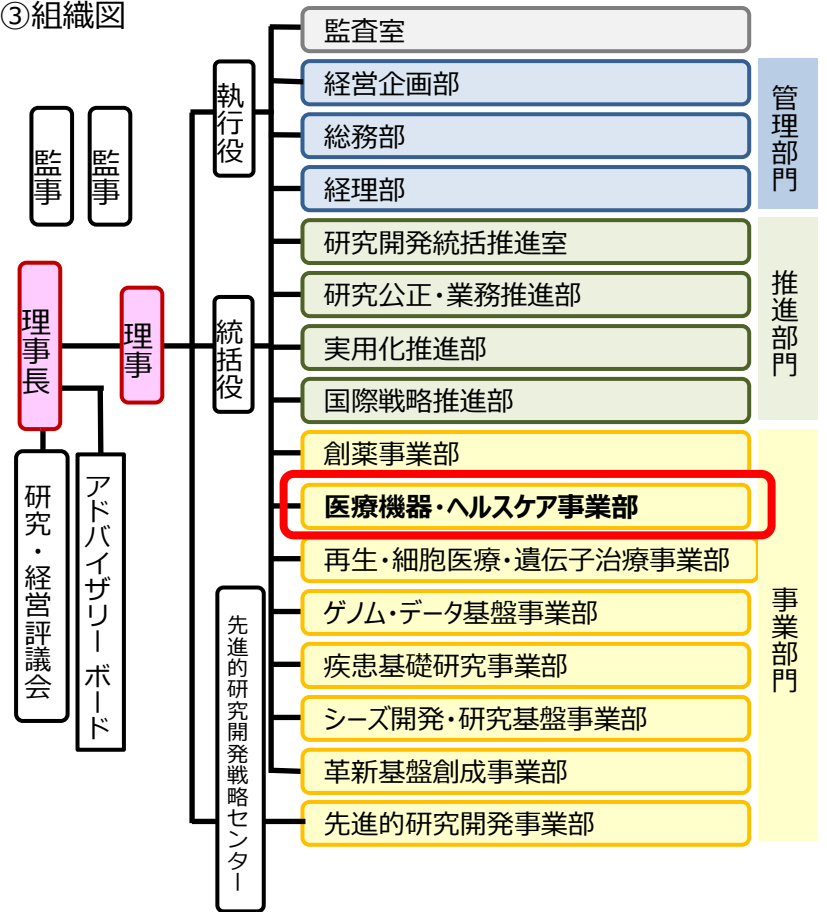 ③組織図
監事
監事
理事長
理事
研究・経営評議会
アドバイザリー ボード
執行役
統括役
先進的研究開発戦略センター
監査室
経営企画部
総務部
経理部
研究開発統括推進室
研究公正・業務推進部
実用化推進部
国際戦略推進部
創薬事業部
医療機器・ヘルスケア事業部
再生・細胞医療・遺伝子治療事業部
ゲノム・データ基盤事業部
疾患基礎研究事業部
シーズ開発・研究基盤事業部
革新基盤創成事業部
先進的研究開発事業部
管理部門
推進部門
事業部門